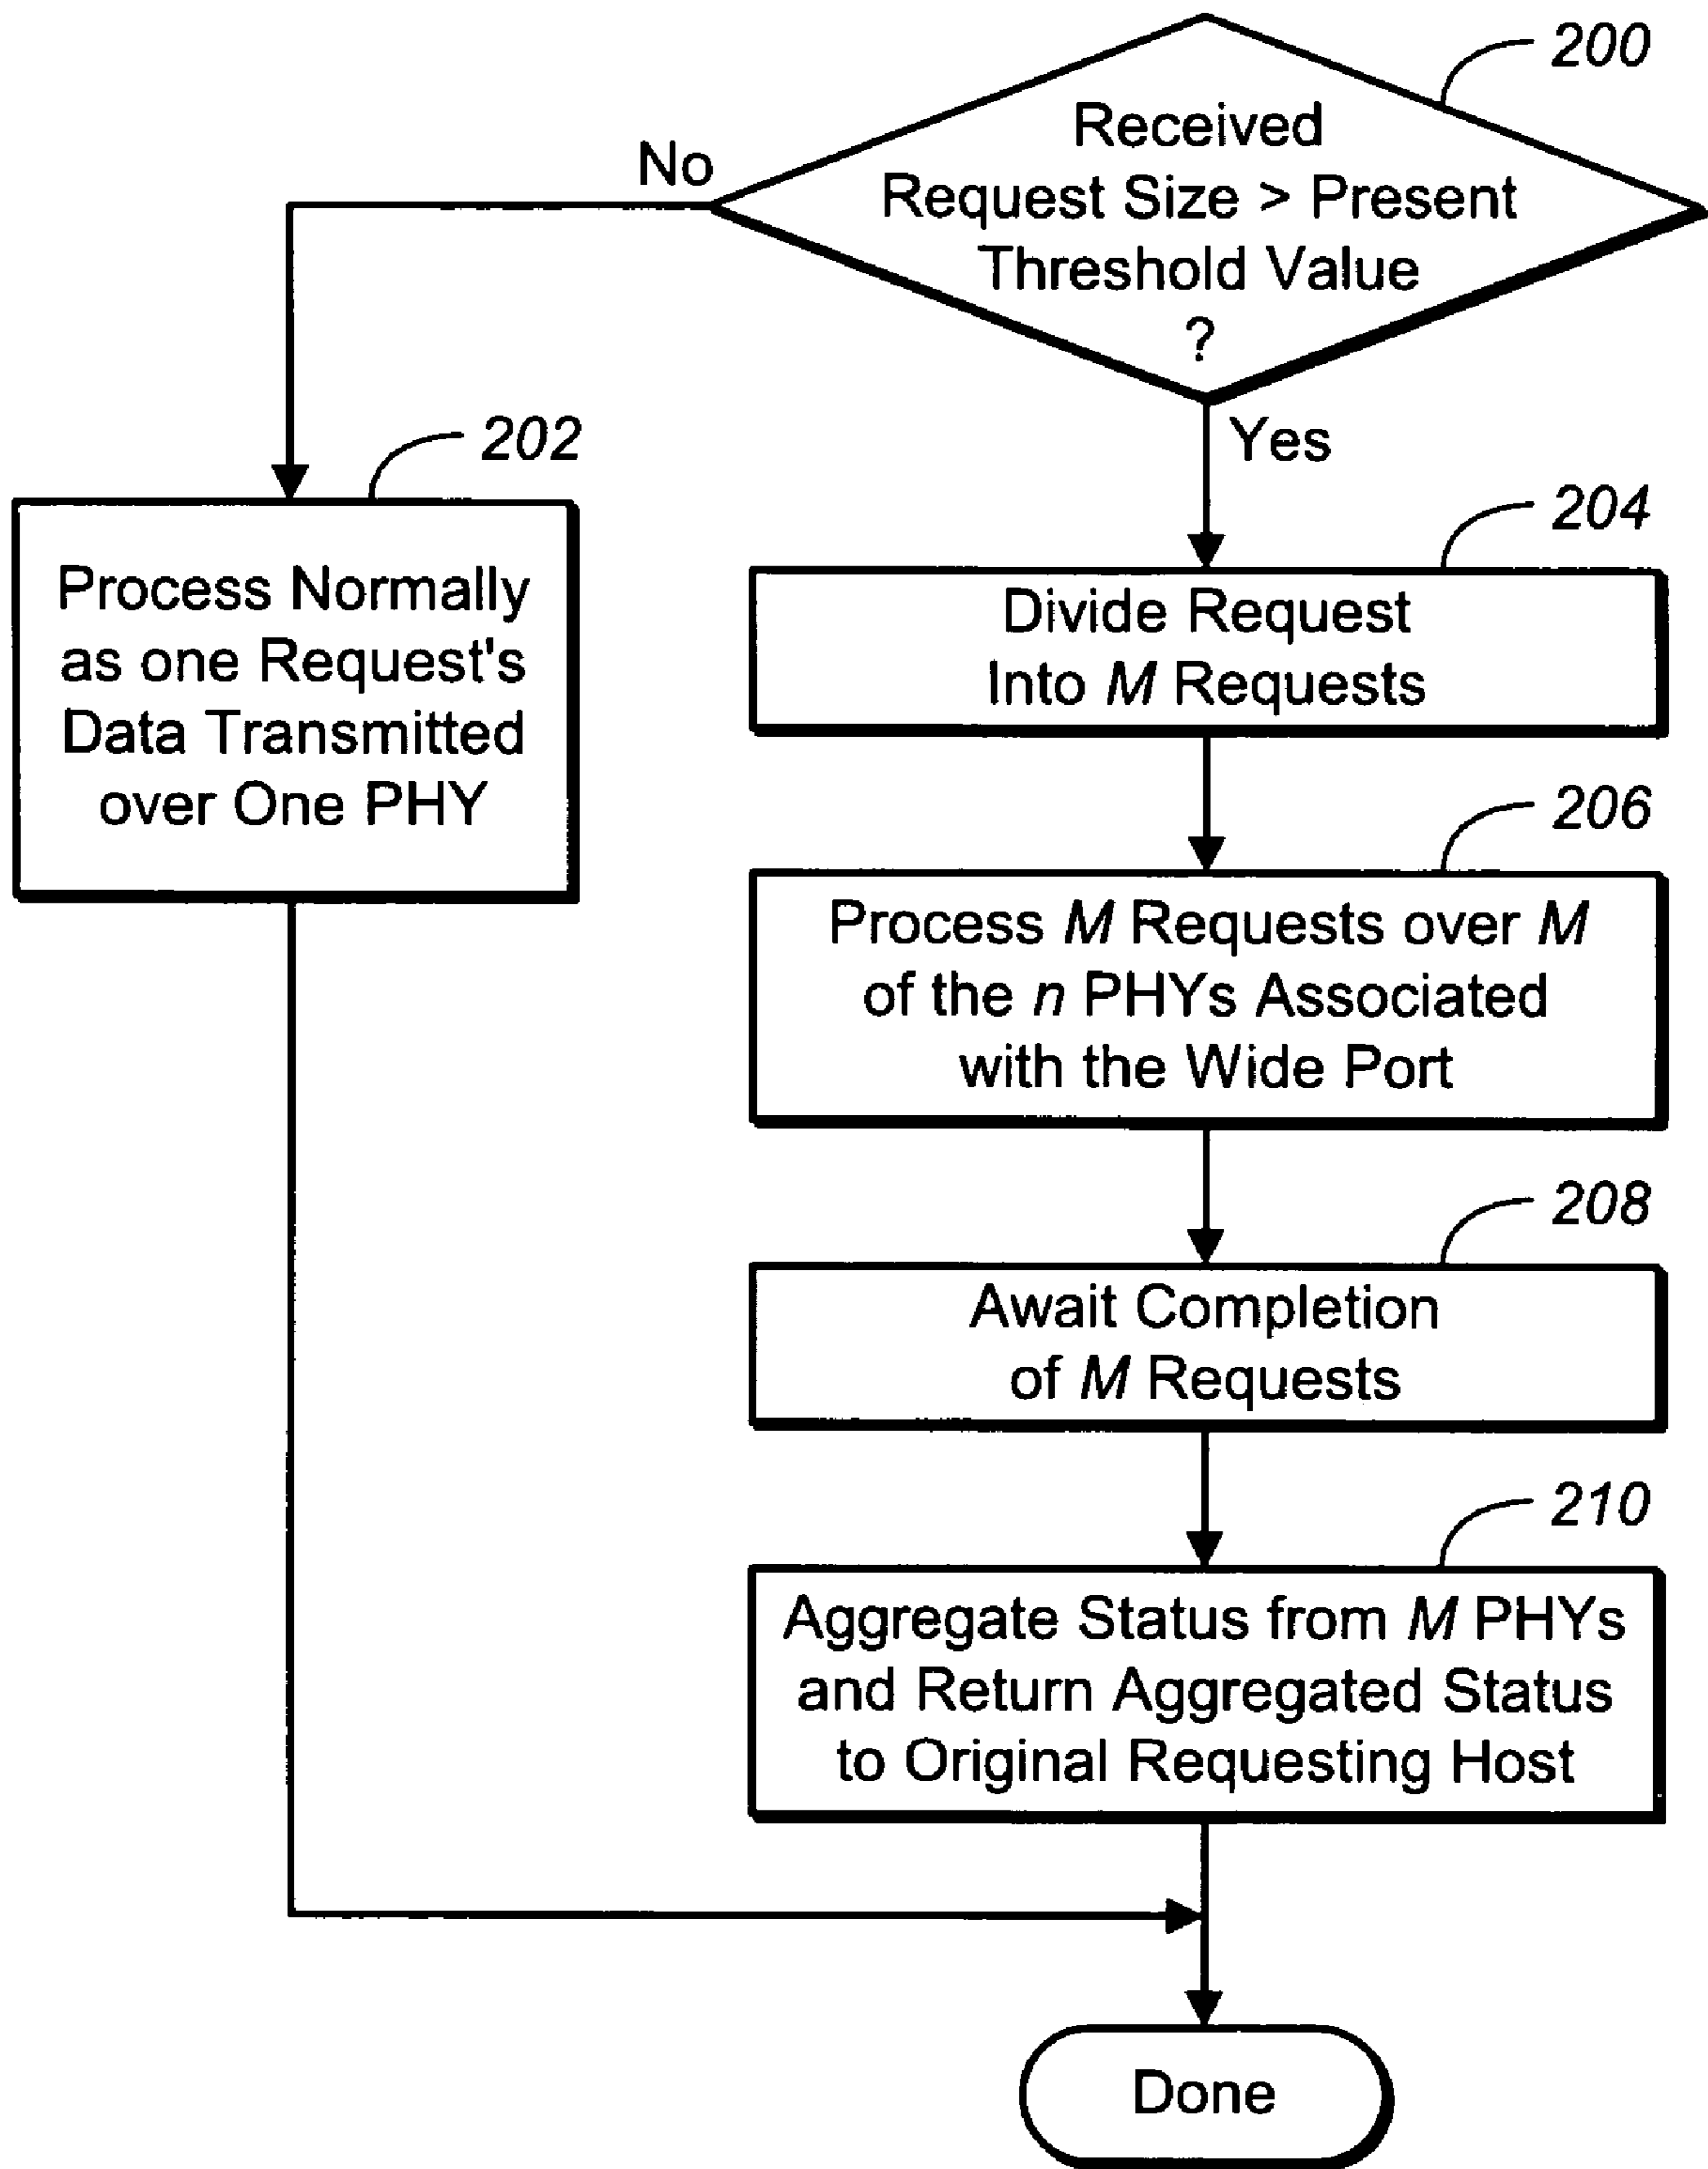 200
Received
Request Size > Present
Threshold Value
?
No
Yes
202
Process Normally
as one Request's
Data Transmitted
over One PHY
204
Divide Request
Into M Requests
206
Process M Requests over M
of the n PHYs Associated
with the Wide Port
208
Await Completion
of M Requests
210
Aggregate Status from M PHYs
and Return Aggregated Status
to Original Requesting Host
Done